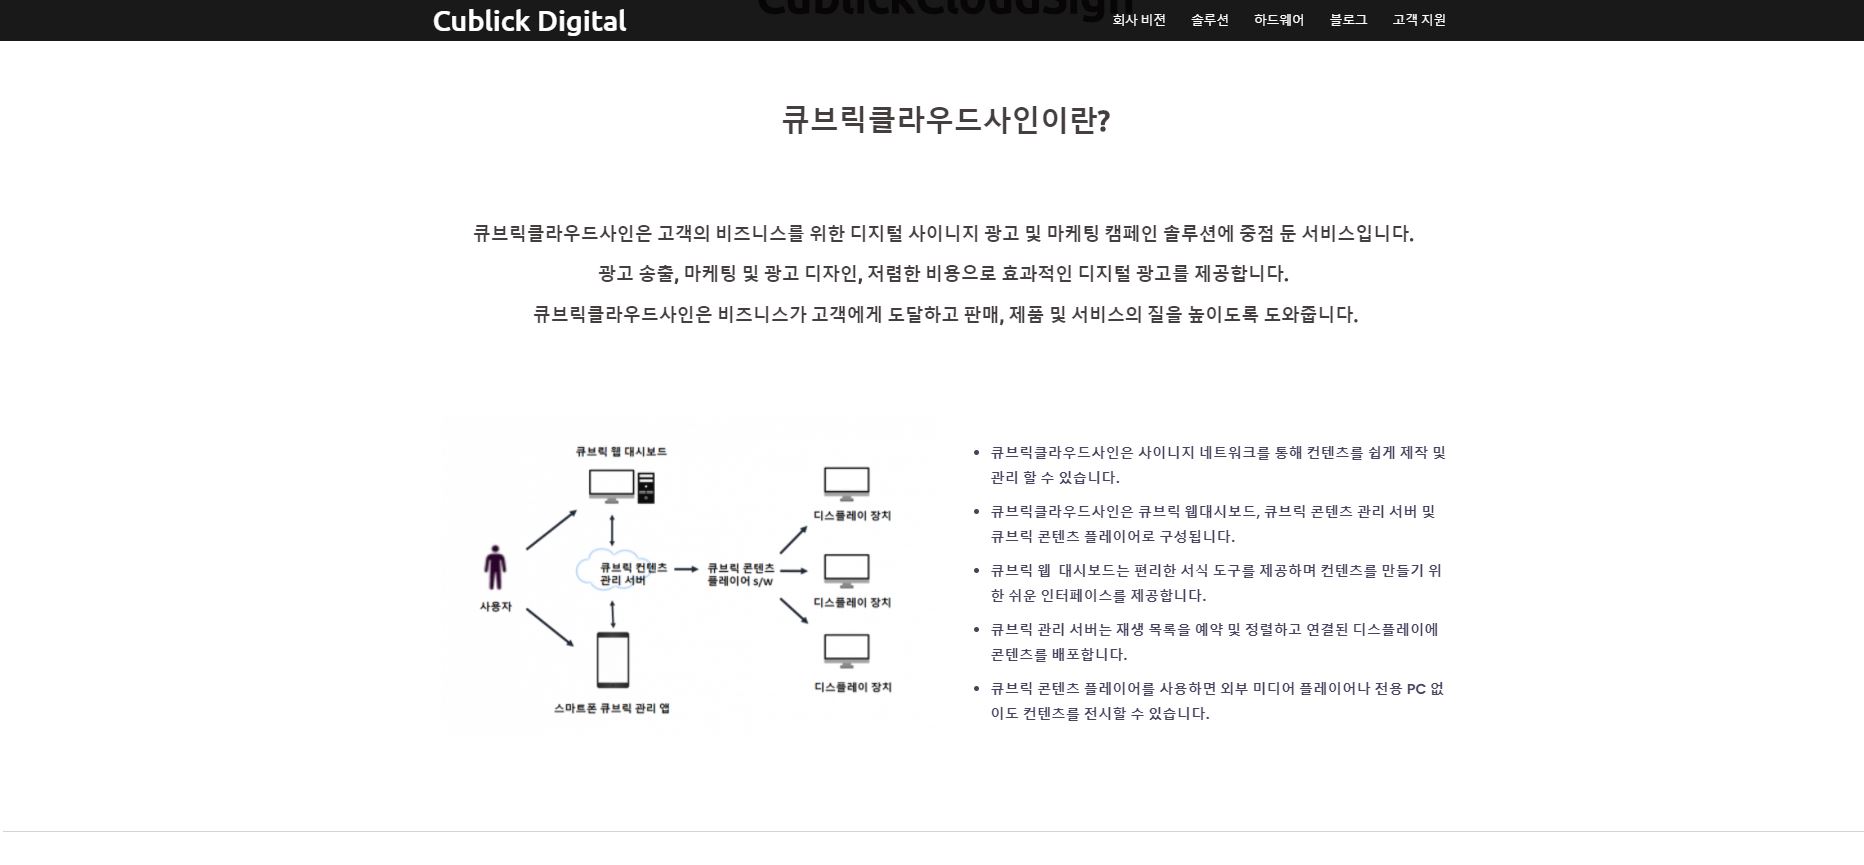 CublickCloudSign
Cublick Digital
회사 비젼 솔루션 하드웨어 블로그 고객 지원
큐브릭클라우드사인이란?
큐브릭클라우드사인은 고객의 비즈니스를 위한 디지털 사이니지 광고 및 마케팅 캠페인 솔루션에 중점 둔 서비스입니다.
광고 송출, 마케팅 및 광고 디자인, 저렴한 비용으로 효과적인 디지털 광고를 제공합니다.
큐브릭클라우드사인은 비즈니스가 고객에게 도달하고 판매, 제품 및 서비스의 질을 높이도록 도와줍니다.
큐브릭 웹 대시보드
디스플레이 장치
사용자
큐브릭 컨텐츠
관리 서버
큐브릭 콘텐츠
플레이어 s/w
디스플레이 장치
디스플레이 장치
스마트폰 큐브릭 관리 앱
큐브릭클라우드사인은 사이니지 네트워크를 통해 컨텐츠를 쉽게 제작 및
관리 할 수 있습니다.
큐브릭클라우드사인은 큐브릭 웹대시보드, 큐브릭 콘텐츠 관리 서버 및
큐브릭 콘텐츠 플레이어로 구성됩니다.
큐브릭 웹 대시보드는 편리한 서식 도구를 제공하며 컨텐츠를 만들기 위
한 쉬운 인터페이스를 제공합니다.
큐브릭 관리 서버는 재생 목록을 예약 및 정렬하고 연결된 디스플레이에
콘텐츠를 배포합니다.
큐브릭 콘텐츠 플레이어를 사용하면 외부 미디어 플레이어나 전용 PC 없
이도 컨텐츠를 전시할 수 있습니다.